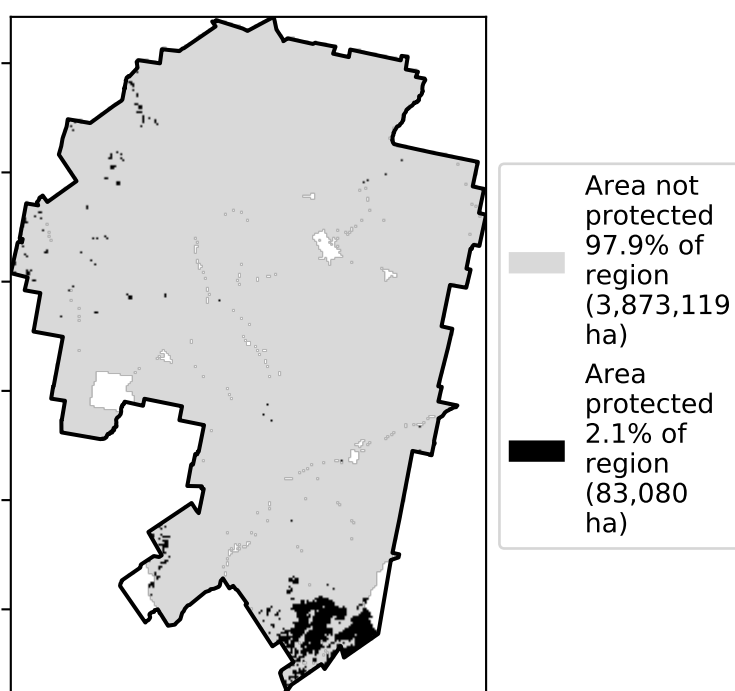 Area not
protected
97.9% of
region
(3,873,119
ha)
Area
protected
2.1% of
region
(83,080
ha)